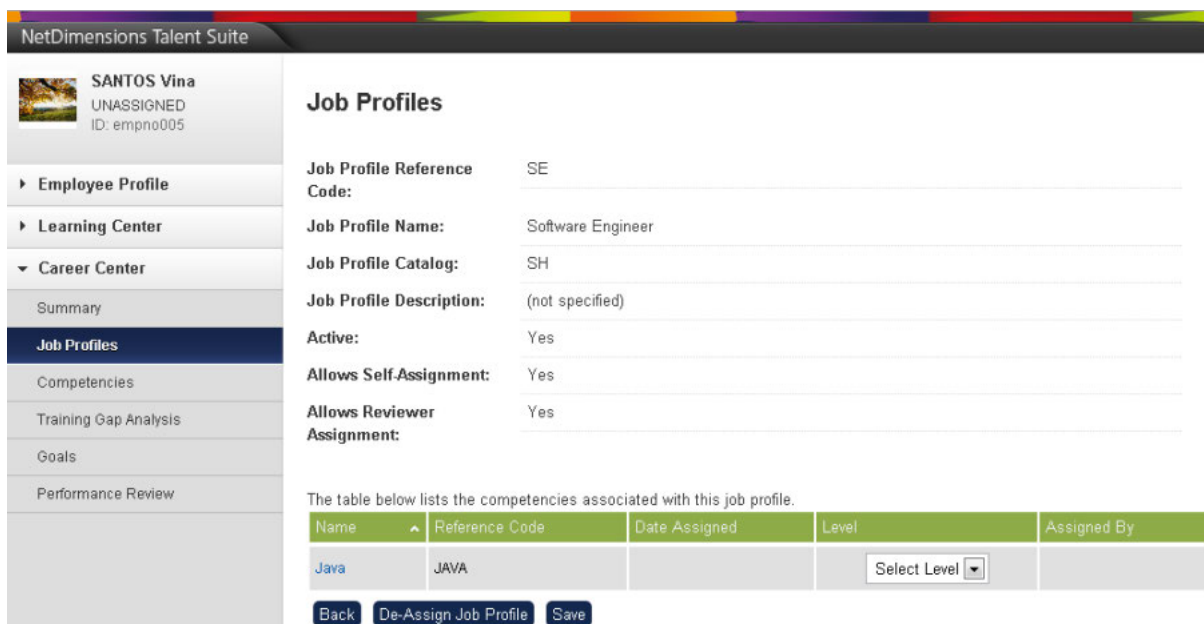 NetDimensions Talent Suite
SANTOS Vina
UNASSIGNED
ID: empno005
Employee Profile
Learning Center
Career Center
Summary
Job Profiles
Competencies
Training Gap Analysis
Goals
Performance Review
Job Profiles
Job Profile Reference SE
Code:
Job Profile Name: Software Engineer
Job Profile Catalog: SH
Job Profile Description: (not specified)
Active: Yes
Allows Self-Assignment: Yes
Allows Reviewer Yes
Assignment:
The table below lists the competencies associated with this job profile.
Name Reference Code Date Assigned Level Assigned By
Java JAVA Select Level
Back De-Assign Job Profile Save